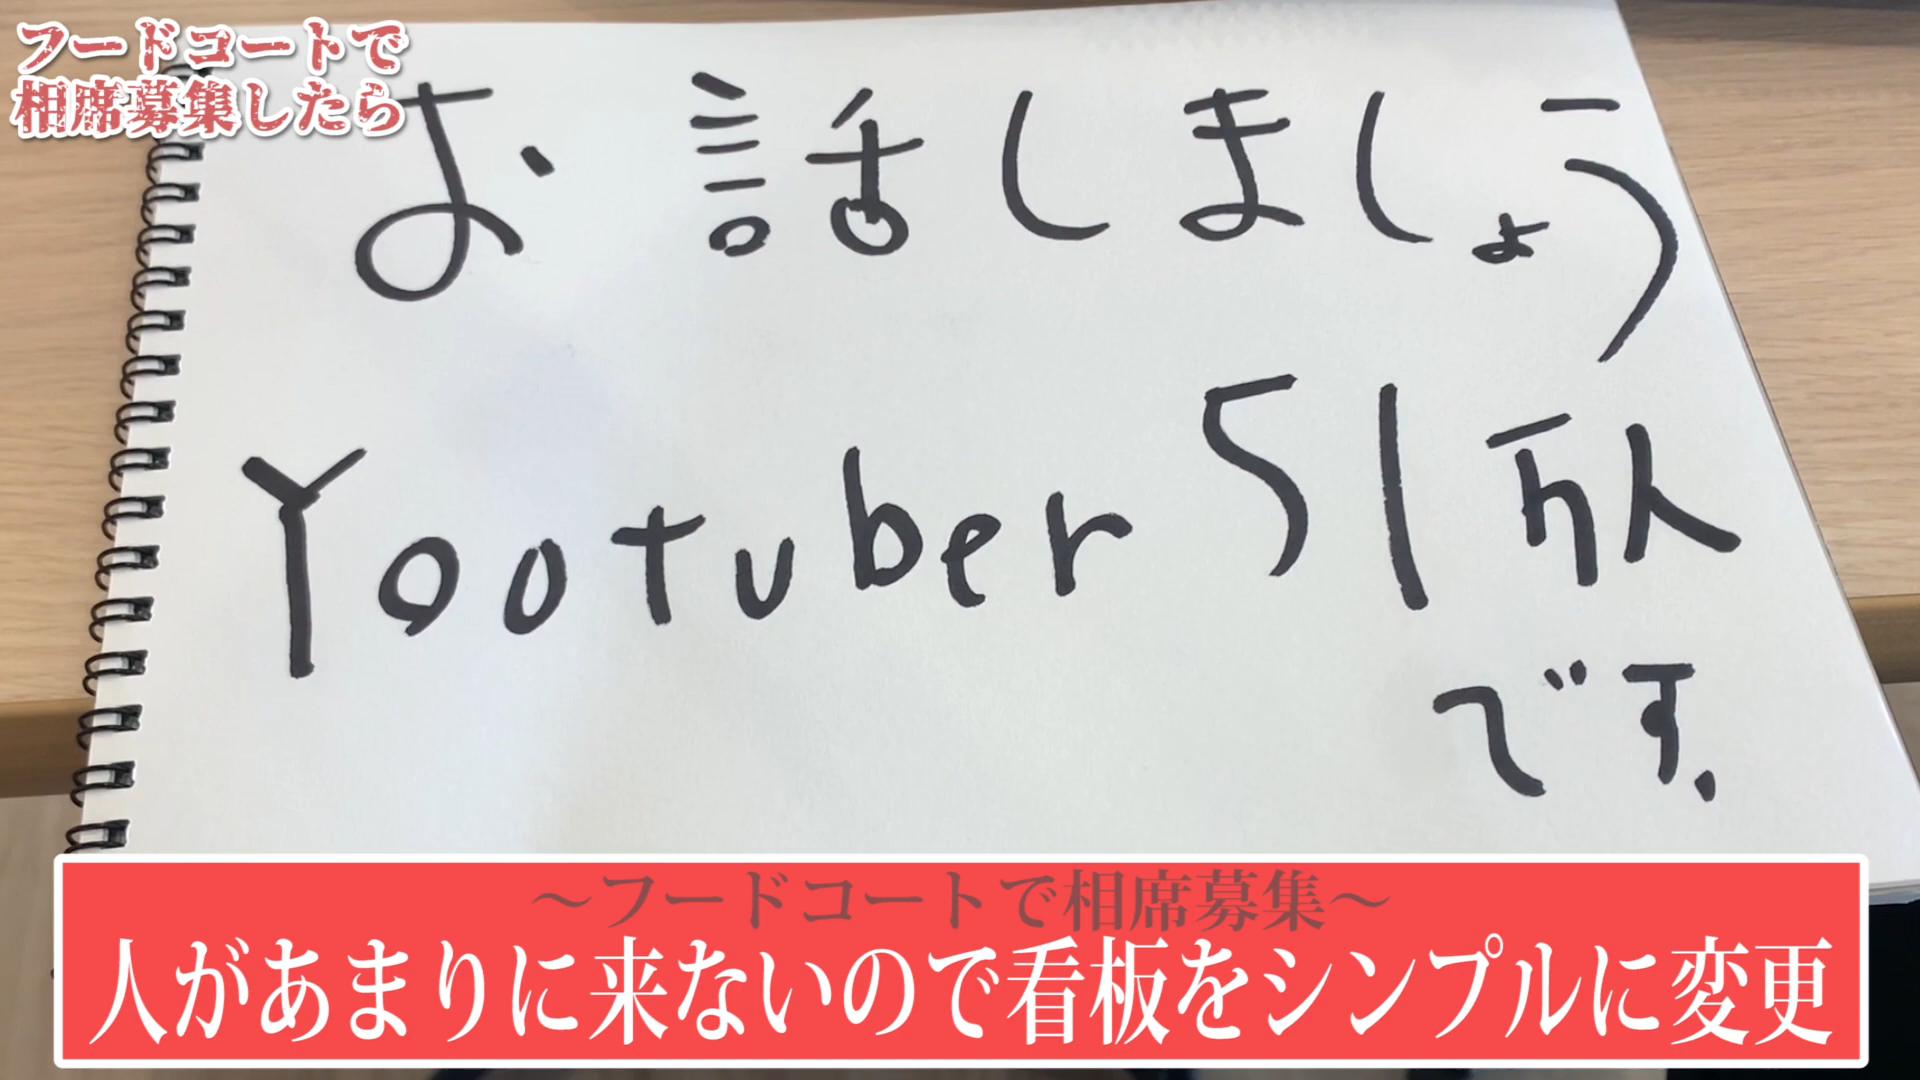 フードコートで
相席募集したら
お話しましょう
Yootuber 51万人
です.
～フードコートで相席募集～
人があまりに来ないので看板をシンプルに変更